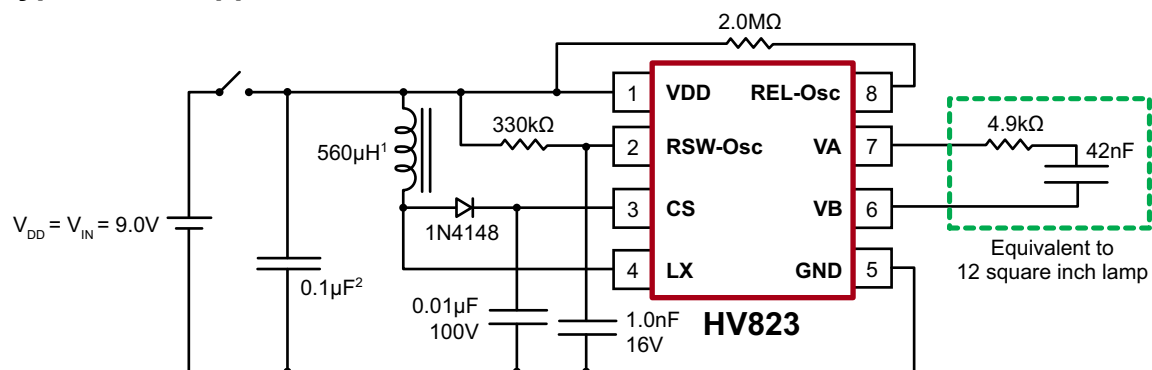 2.0MΩ
1 VDD REL-Osc 8
330kΩ
4.9kΩ
560µH¹
2 RSW-Osc VA 7
42nF
V_DD = V_IN = 9.0V
3 CS VB 6
1N4148
Equivalent to
12 square inch lamp
4 LX GND 5
0.1µF²
0.01µF
100V
1.0nF
16V
HV823